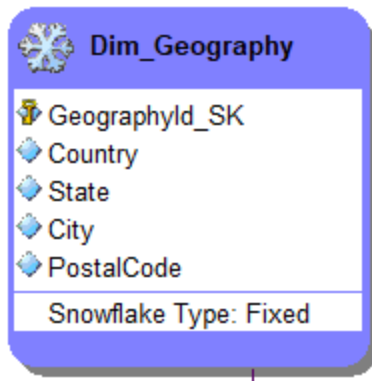 Dim_Geography
GeographyId_SK
Country
State
City
PostalCode
Snowflake Type: Fixed